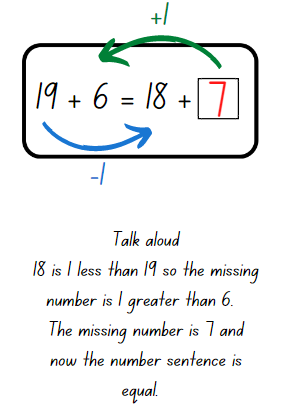 +1
19 + 6 = 18 + 7
-1
Talk aloud
18 is 1 less than 19 so the missing
number is 1 greater than 6.
The missing number is 7 and
now the number sentence is
equal.